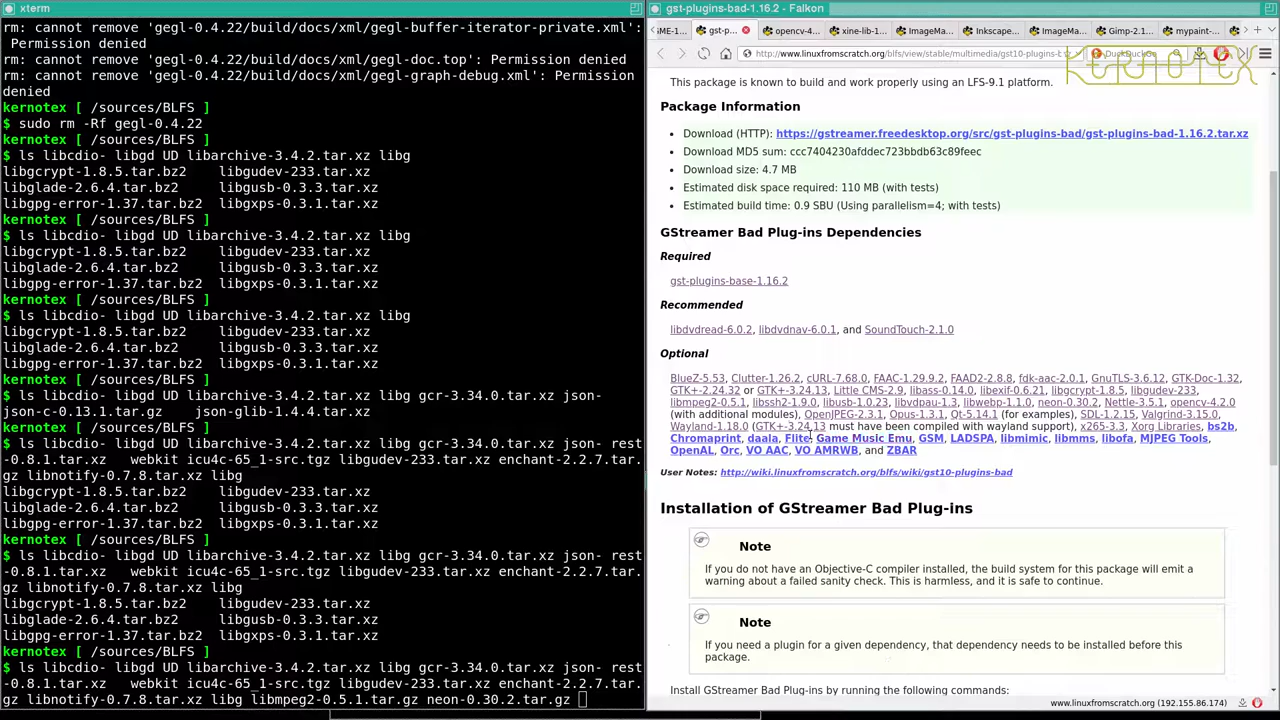 xterm
rm: cannot remove 'gegl-0.4.22/build/docs/xml/gegl-buffer-iterator-private.xml':
 Permission denied
rm: cannot remove 'gegl-0.4.22/build/docs/xml/gegl-doc.top': Permission denied
rm: cannot remove 'gegl-0.4.22/build/docs/xml/gegl-graph-debug.xml': Permission
denied
kernotex [ /sources/BLFS ]
$ sudo rm -Rf gegl-0.4.22
kernotex [ /sources/BLFS ]
$ ls libcdio- libgd UD libarchive-3.4.2.tar.xz libg
libgcrypt-1.8.5.tar.bz2    libgudev-233.tar.xz
libglade-2.6.4.tar.bz2     libgusb-0.3.3.tar.xz
libgpg-error-1.37.tar.bz2  libgxps-0.3.1.tar.xz
kernotex [ /sources/BLFS ]
$ ls libcdio- libgd UD libarchive-3.4.2.tar.xz libg
libgcrypt-1.8.5.tar.bz2    libgudev-233.tar.xz
libglade-2.6.4.tar.bz2     libgusb-0.3.3.tar.xz
libgpg-error-1.37.tar.bz2  libgxps-0.3.1.tar.xz
kernotex [ /sources/BLFS ]
$ ls libcdio- libgd UD libarchive-3.4.2.tar.xz libg
libgcrypt-1.8.5.tar.bz2    libgudev-233.tar.xz
libglade-2.6.4.tar.bz2     libgusb-0.3.3.tar.xz
libgpg-error-1.37.tar.bz2  libgxps-0.3.1.tar.xz
kernotex [ /sources/BLFS ]
$ ls libcdio- libgd UD libarchive-3.4.2.tar.xz libg gcr-3.34.0.tar.xz json-
json-c-0.13.1.tar.gz    json-glib-1.4.4.tar.xz
kernotex [ /sources/BLFS ]
$ ls libcdio- libgd UD libarchive-3.4.2.tar.xz libg gcr-3.34.0.tar.xz json- rest
-0.8.1.tar.xz   webkit icu4c-65_1-src.tgz libgudev-233.tar.xz enchant-2.2.7.tar.
gz libnotify-0.7.8.tar.xz libg
libgcrypt-1.8.5.tar.bz2    libgudev-233.tar.xz
libglade-2.6.4.tar.bz2     libgusb-0.3.3.tar.xz
libgpg-error-1.37.tar.bz2  libgxps-0.3.1.tar.xz
kernotex [ /sources/BLFS ]
$ ls libcdio- libgd UD libarchive-3.4.2.tar.xz libg gcr-3.34.0.tar.xz json- rest
-0.8.1.tar.xz   webkit icu4c-65_1-src.tgz libgudev-233.tar.xz enchant-2.2.7.tar.
gz libnotify-0.7.8.tar.xz libg
libgcrypt-1.8.5.tar.bz2    libgudev-233.tar.xz
libglade-2.6.4.tar.bz2     libgusb-0.3.3.tar.xz
libgpg-error-1.37.tar.bz2  libgxps-0.3.1.tar.xz
kernotex [ /sources/BLFS ]
$ ls libcdio- libgd UD libarchive-3.4.2.tar.xz libg gcr-3.34.0.tar.xz json- rest
-0.8.1.tar.xz   webkit icu4c-65_1-src.tgz libgudev-233.tar.xz enchant-2.2.7.tar.
gz libnotify-0.7.8.tar.xz libg libmpeg2-0.5.1.tar.gz neon-0.30.2.tar.gz
gst-plugins-bad-1.16.2 - Falkon
iME-1... gst-p... opencv-4... xine-lib-1... ImageMa... Inkscape... ImageMa... Gimp-2.1... mypaint-...
http://www.linuxfromscratch.org/blfs/view/stable/multimedia/gst10-plugins-b
KERNOTEX
This package is known to build and work properly using an LFS-9.1 platform.
Package Information
• Download (HTTP): https://gstreamer.freedesktop.org/src/gst-plugins-bad/gst-plugins-bad-1.16.2.tar.xz
• Download MD5 sum: ccc7404230afddec723bbdb63c89feec
• Download size: 4.7 MB
• Estimated disk space required: 110 MB (with tests)
• Estimated build time: 0.9 SBU (Using parallelism=4; with tests)
GStreamer Bad Plug-ins Dependencies
Required
gst-plugins-base-1.16.2
Recommended
libdvdread-6.0.2, libdvdnav-6.0.1, and SoundTouch-2.1.0
Optional
BlueZ-5.53, Clutter-1.26.2, cURL-7.68.0, FAAC-1.29.9.2, FAAD2-2.8.8, fdk-aac-2.0.1, GnuTLS-3.6.12, GTK-Doc-1.32,
GTK+-2.24.32 or GTK+-3.24.13, Little CMS-2.9, libass-0.14.0, libexif-0.6.21, libgcrypt-1.8.5, libgudev-233,
libmpeg2-0.5.1, libssh2-1.9.0, libusb-1.0.23, libvdpau-1.3, libwebp-1.1.0, neon-0.30.2, Nettle-3.5.1, opencv-4.2.0
(with additional modules), OpenJPEG-2.3.1, Opus-1.3.1, Qt-5.14.1 (for examples), SDL-1.2.15, Valgrind-3.15.0,
Wayland-1.18.0 (GTK+-3.24.13 must have been compiled with wayland support), x265-3.3, Xorg Libraries, bs2b,
Chromaprint, daala, Flite, Game Music Emu, GSM, LADSPA, libmimic, libmms, libofa, MJPEG Tools,
OpenAL, Orc, VO AAC, VO AMRWB, and ZBAR
User Notes: http://wiki.linuxfromscratch.org/blfs/wiki/gst10-plugins-bad
Installation of GStreamer Bad Plug-ins
Note
If you do not have an Objective-C compiler installed, the build system for this package will emit a
warning about a failed sanity check. This is harmless, and it is safe to continue.
Note
If you need a plugin for a given dependency, that dependency needs to be installed before this
package.
Install GStreamer Bad Plug-ins by running the following commands:
www.linuxfromscratch.org (192.155.86.174)